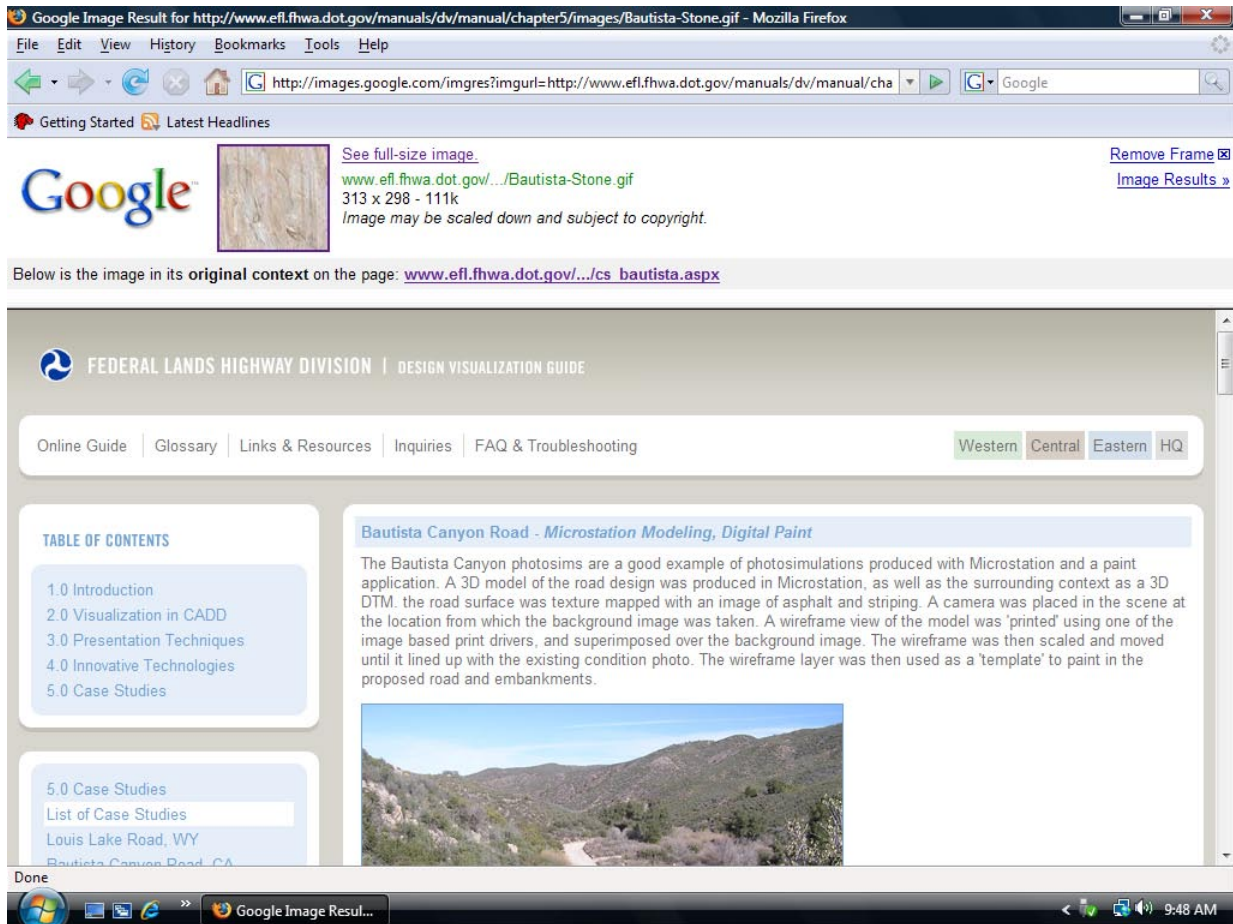 Google Image Result for http://www.efl.fhwa.dot.gov/manuals/dv/manual/chapter5/images/Bautista-Stone.gif - Mozilla Firefox
File Edit View History Bookmarks Tools Help
http://images.google.com/imgres?imgurl=http://www.efl.fhwa.dot.gov/manuals/dv/manual/cha
Google
Getting Started Latest Headlines
Google
See full-size image.
www.efl.fhwa.dot.gov/.../Bautista-Stone.gif
313 x 298 - 111k
Image may be scaled down and subject to copyright.
Remove Frame
Image Results »
Below is the image in its original context on the page: www.efl.fhwa.dot.gov/.../cs_bautista.aspx
FEDERAL LANDS HIGHWAY DIVISION | DESIGN VISUALIZATION GUIDE
Online Guide Glossary Links & Resources Inquiries FAQ & Troubleshooting
Western Central Eastern HQ
TABLE OF CONTENTS
1.0 Introduction
2.0 Visualization in CADD
3.0 Presentation Techniques
4.0 Innovative Technologies
5.0 Case Studies
5.0 Case Studies
List of Case Studies
Louis Lake Road, WY
Bautista Canyon Road, CA
Bautista Canyon Road - Microstation Modeling, Digital Paint
The Bautista Canyon photosims are a good example of photosimulations produced with Microstation and a paint
application. A 3D model of the road design was produced in Microstation, as well as the surrounding context as a 3D
DTM. the road surface was texture mapped with an image of asphalt and striping. A camera was placed in the scene at
the location from which the background image was taken. A wireframe view of the model was 'printed' using one of the
image based print drivers, and superimposed over the background image. The wireframe was then scaled and moved
until it lined up with the existing condition photo. The wireframe layer was then used as a 'template' to paint in the
proposed road and embankments.
Done
Google Image Resul...
9:48 AM